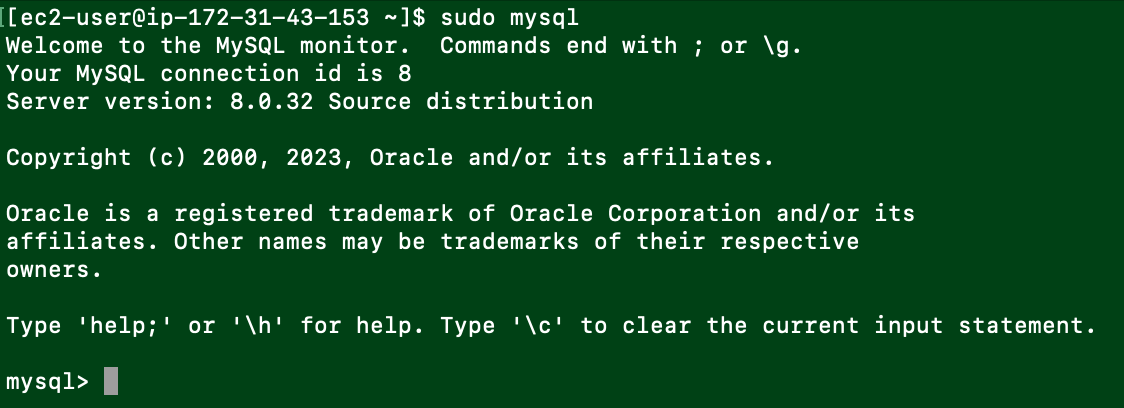 [[ec2-user@ip-172-31-43-153 ~]$ sudo mysql
Welcome to the MySQL monitor.  Commands end with ; or \g.
Your MySQL connection id is 8
Server version: 8.0.32 Source distribution
Copyright (c) 2000, 2023, Oracle and/or its affiliates.
Oracle is a registered trademark of Oracle Corporation and/or its
affiliates. Other names may be trademarks of their respective
owners.
Type 'help;' or '\h' for help. Type '\c' to clear the current input statement.
mysql>